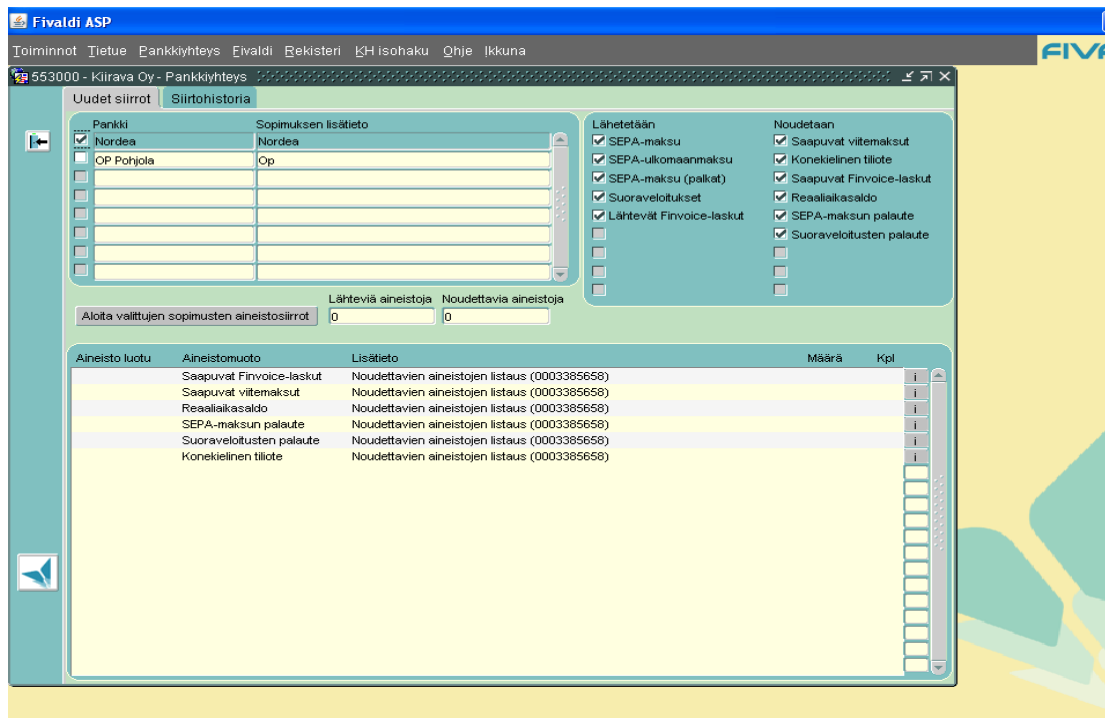 Fivaldi ASP
Toiminnot Tietue Pankkiyhteys Fivaldi Rekisteri KH isohaku Ohje Ikkuna
FIVA
553000 - Kiirava Oy - Pankkiyhteys
Uudet siirrot Siirtohistoria
Pankki Sopimuksen lisätieto
Nordea Nordea
OP Pohjola Op
Lähetetään
SEPA-maksu
SEPA-ulkomaanmaksu
SEPA-maksu (palkat)
Suoraveloitukset
Lähtevät Finvoice-laskut
Noudetaan
Saapuvat viitemaksut
Konekielinen tiliote
Saapuvat Finvoice-laskut
Reaaliaikasaldo
SEPA-maksun palaute
Suoraveloitusten palaute
Lähteviä aineistoja Noudettavia aineistoja
Aloita valittujen sopimusten aineistosiirrot 0 0
Aineisto luotu Aineistomuoto Lisätieto Määrä Kpl
Saapuvat Finvoice-laskut Noudettavien aineistojen listaus (0003385658) i
Saapuvat viitemaksut Noudettavien aineistojen listaus (0003385658) i
Reaaliaikasaldo Noudettavien aineistojen listaus (0003385658) i
SEPA-maksun palaute Noudettavien aineistojen listaus (0003385658) i
Suoraveloitusten palaute Noudettavien aineistojen listaus (0003385658) i
Konekielinen tiliote Noudettavien aineistojen listaus (0003385658) i